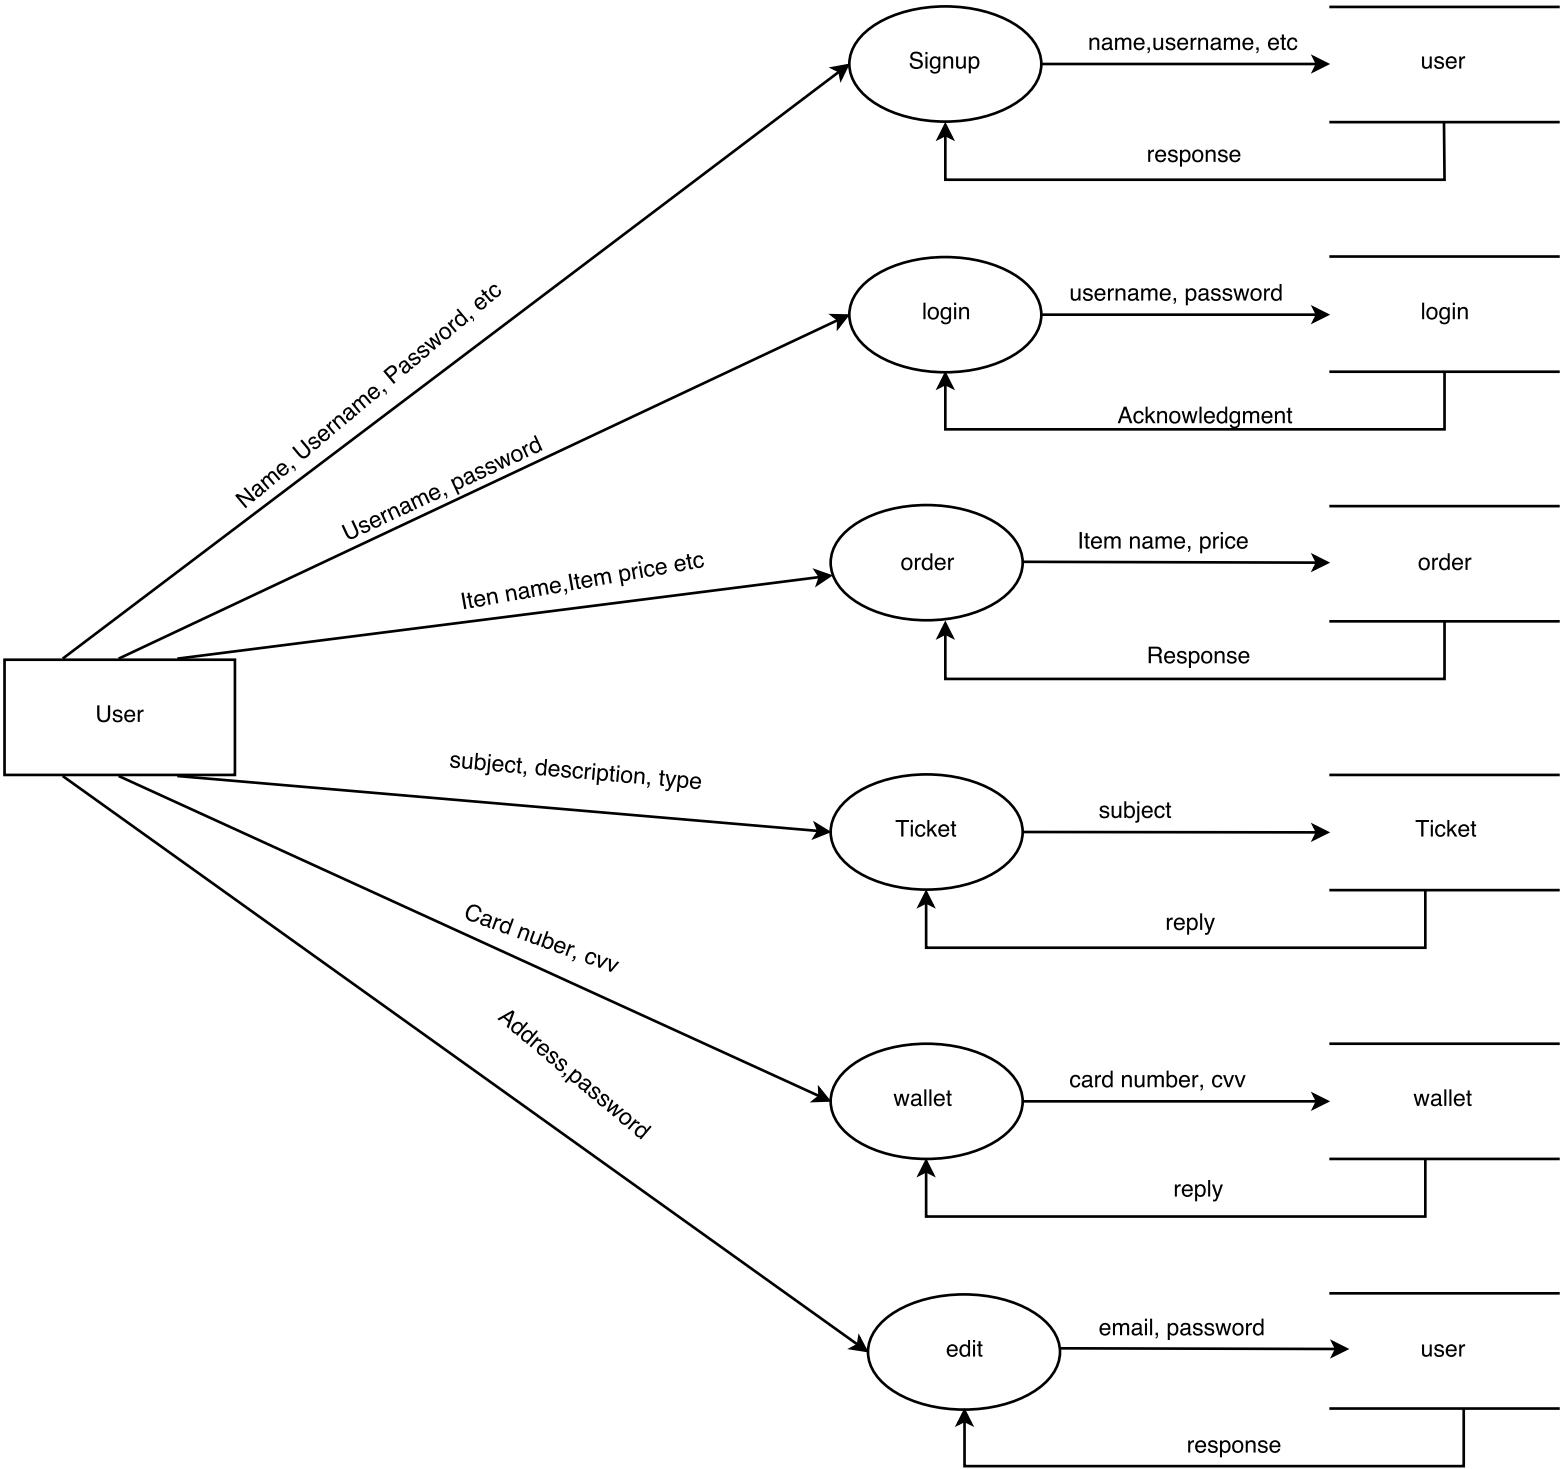 Signup
name,username, etc
user
response
Name, Username, Password, etc
login
username, password
login
Acknowledgment
Username, password
order
Item name, price
order
Response
Iten name,Item price etc
User
subject, description, type
Ticket
subject
Ticket
reply
Card nuber, cvv
wallet
card number, cvv
wallet
reply
Address,password
edit
email, password
user
response